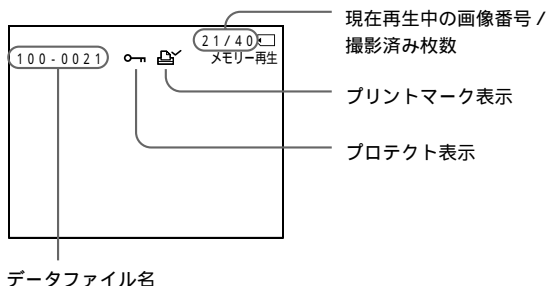 現在再生中の画像番号 /
撮影済み枚数
21/40
100-0021
メモリー再生
プリントマーク表示
プロテクト表示
データファイル名